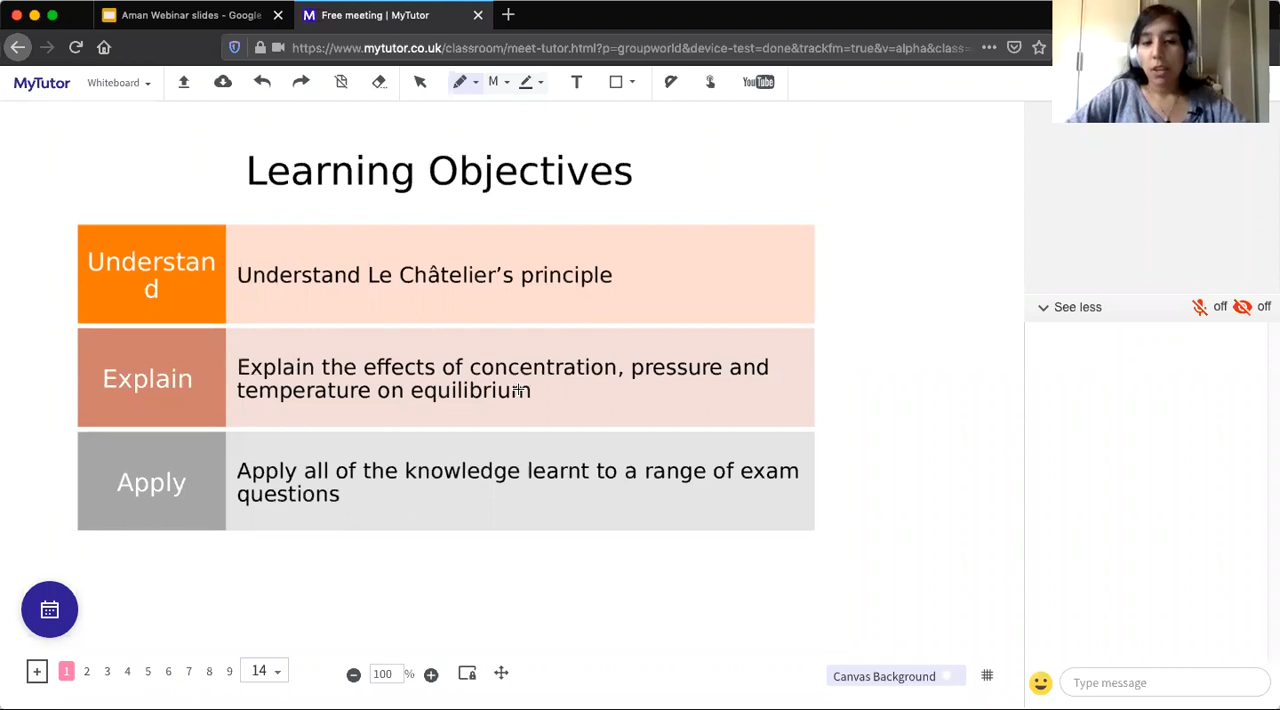 Aman Webinar slides - Google
M Free meeting | MyTutor
https://www.mytutor.co.uk/classroom/meet-tutor.html?p=groupworld&device-test=done&trackfm=true&v=alpha&class=
MyTutor Whiteboard M T YouTube
Learning Objectives
Understan
d
Understand Le Châtelier’s principle
Explain
Explain the effects of concentration, pressure and
temperature on equilibrium
Apply
Apply all of the knowledge learnt to a range of exam
questions
See less off off
+ 1 2 3 4 5 6 7 8 9 14 100 %
Canvas Background
Type message